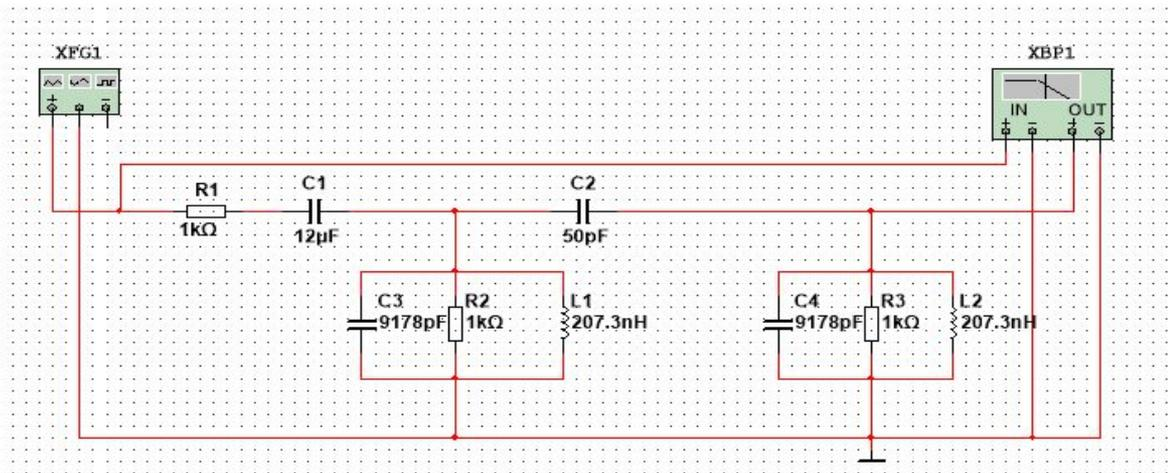 XFG1
XBP1
IN
OUT
R1
1kΩ
C1
12μF
C2
50pF
C3
9178pF
R2
1kΩ
L1
207.3nH
C4
9178pF
R3
1kΩ
L2
207.3nH